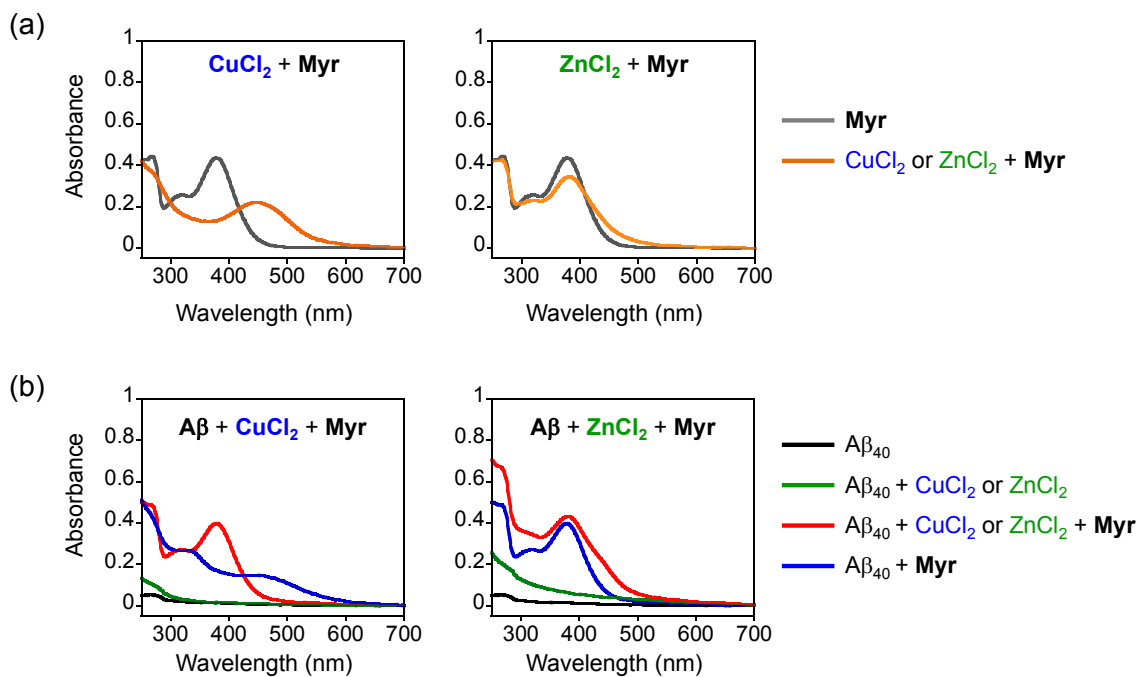 (a)
CuCl₂ + Myr
ZnCl₂ + Myr
Absorbance
1
0.8
0.6
0.4
0.2
0
300 400 500 600 700
Wavelength (nm)
1
0.8
0.6
0.4
0.2
0
300 400 500 600 700
Wavelength (nm)
Myr
CuCl₂ or ZnCl₂ + Myr
(b)
Aβ + CuCl₂ + Myr
Aβ + ZnCl₂ + Myr
Absorbance
1
0.8
0.6
0.4
0.2
0
300 400 500 600 700
Wavelength (nm)
1
0.8
0.6
0.4
0.2
0
300 400 500 600 700
Wavelength (nm)
Aβ₄₀
Aβ₄₀ + CuCl₂ or ZnCl₂
Aβ₄₀ + CuCl₂ or ZnCl₂ + Myr
Aβ₄₀ + Myr